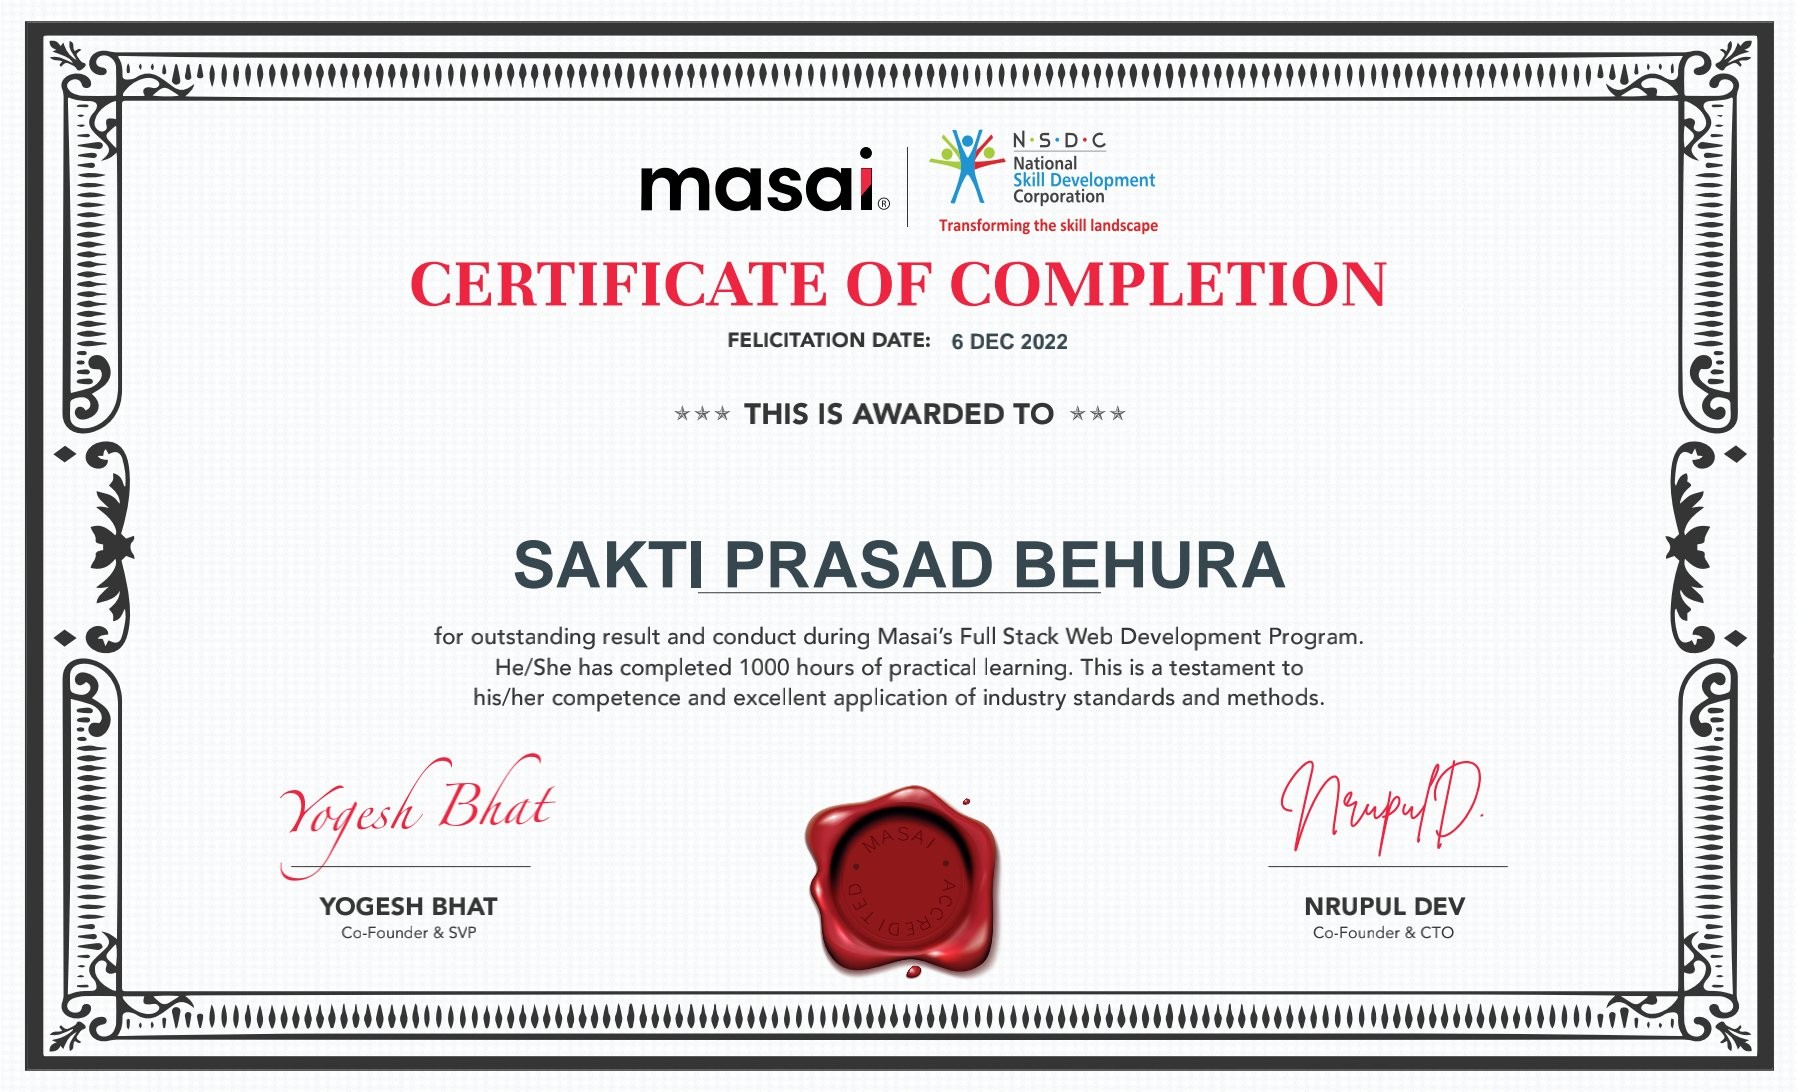 masai®
N·S·D·C
National
Skill Development
Corporation
Transforming the skill landscape
CERTIFICATE OF COMPLETION
FELICITATION DATE: 6 DEC 2022
THIS IS AWARDED TO
SAKTI PRASAD BEHURA
for outstanding result and conduct during Masai’s Full Stack Web Development Program.
He/She has completed 1000 hours of practical learning. This is a testament to
his/her competence and excellent application of industry standards and methods.
Yogesh Bhat
NrupulD.
YOGESH BHAT
Co-Founder & SVP
MASAI
ACCREDITED
NRUPUL DEV
Co-Founder & CTO